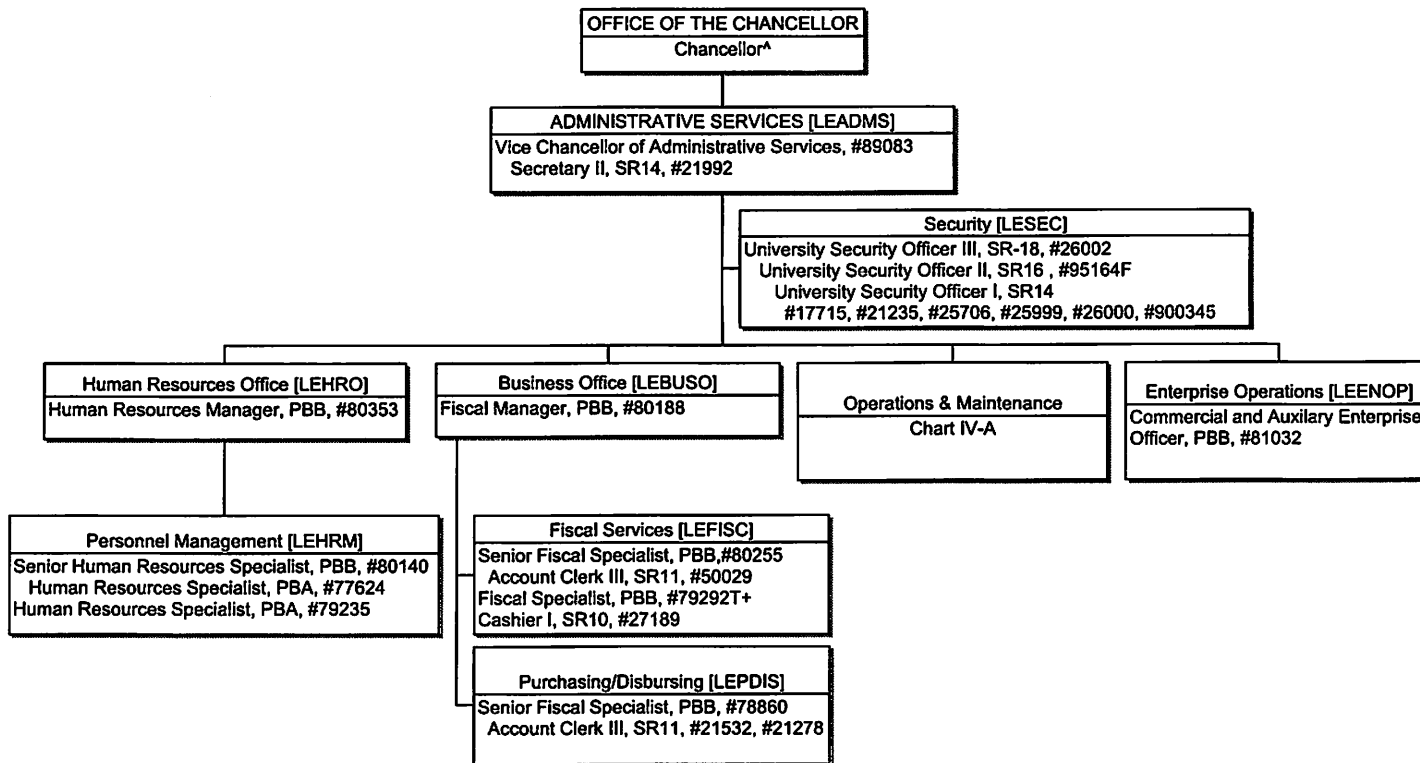 OFFICE OF THE CHANCELLOR
Chancellor^
ADMINISTRATIVE SERVICES [LEADMS]
Vice Chancellor of Administrative Services, #89083
Secretary II, SR14, #21992
Security [LESEC]
University Security Officer III, SR-18, #26002
University Security Officer II, SR16 , #95164F
University Security Officer I, SR14
#17715, #21235, #25706, #25999, #26000, #900345
Human Resources Office [LEHRO]
Human Resources Manager, PBB, #80353
Business Office [LEBUSO]
Fiscal Manager, PBB, #80188
Operations & Maintenance
Chart IV-A
Enterprise Operations [LEENOP]
Commercial and Auxilary Enterprise
Officer, PBB, #81032
Personnel Management [LEHRM]
Senior Human Resources Specialist, PBB, #80140
Human Resources Specialist, PBA, #77624
Human Resources Specialist, PBA, #79235
Fiscal Services [LEFISC]
Senior Fiscal Specialist, PBB,#80255
Account Clerk III, SR11, #50029
Fiscal Specialist, PBB, #79292T+
Cashier I, SR10, #27189
Purchasing/Disbursing [LEPDIS]
Senior Fiscal Specialist, PBB, #78860
Account Clerk III, SR11, #21532, #21278